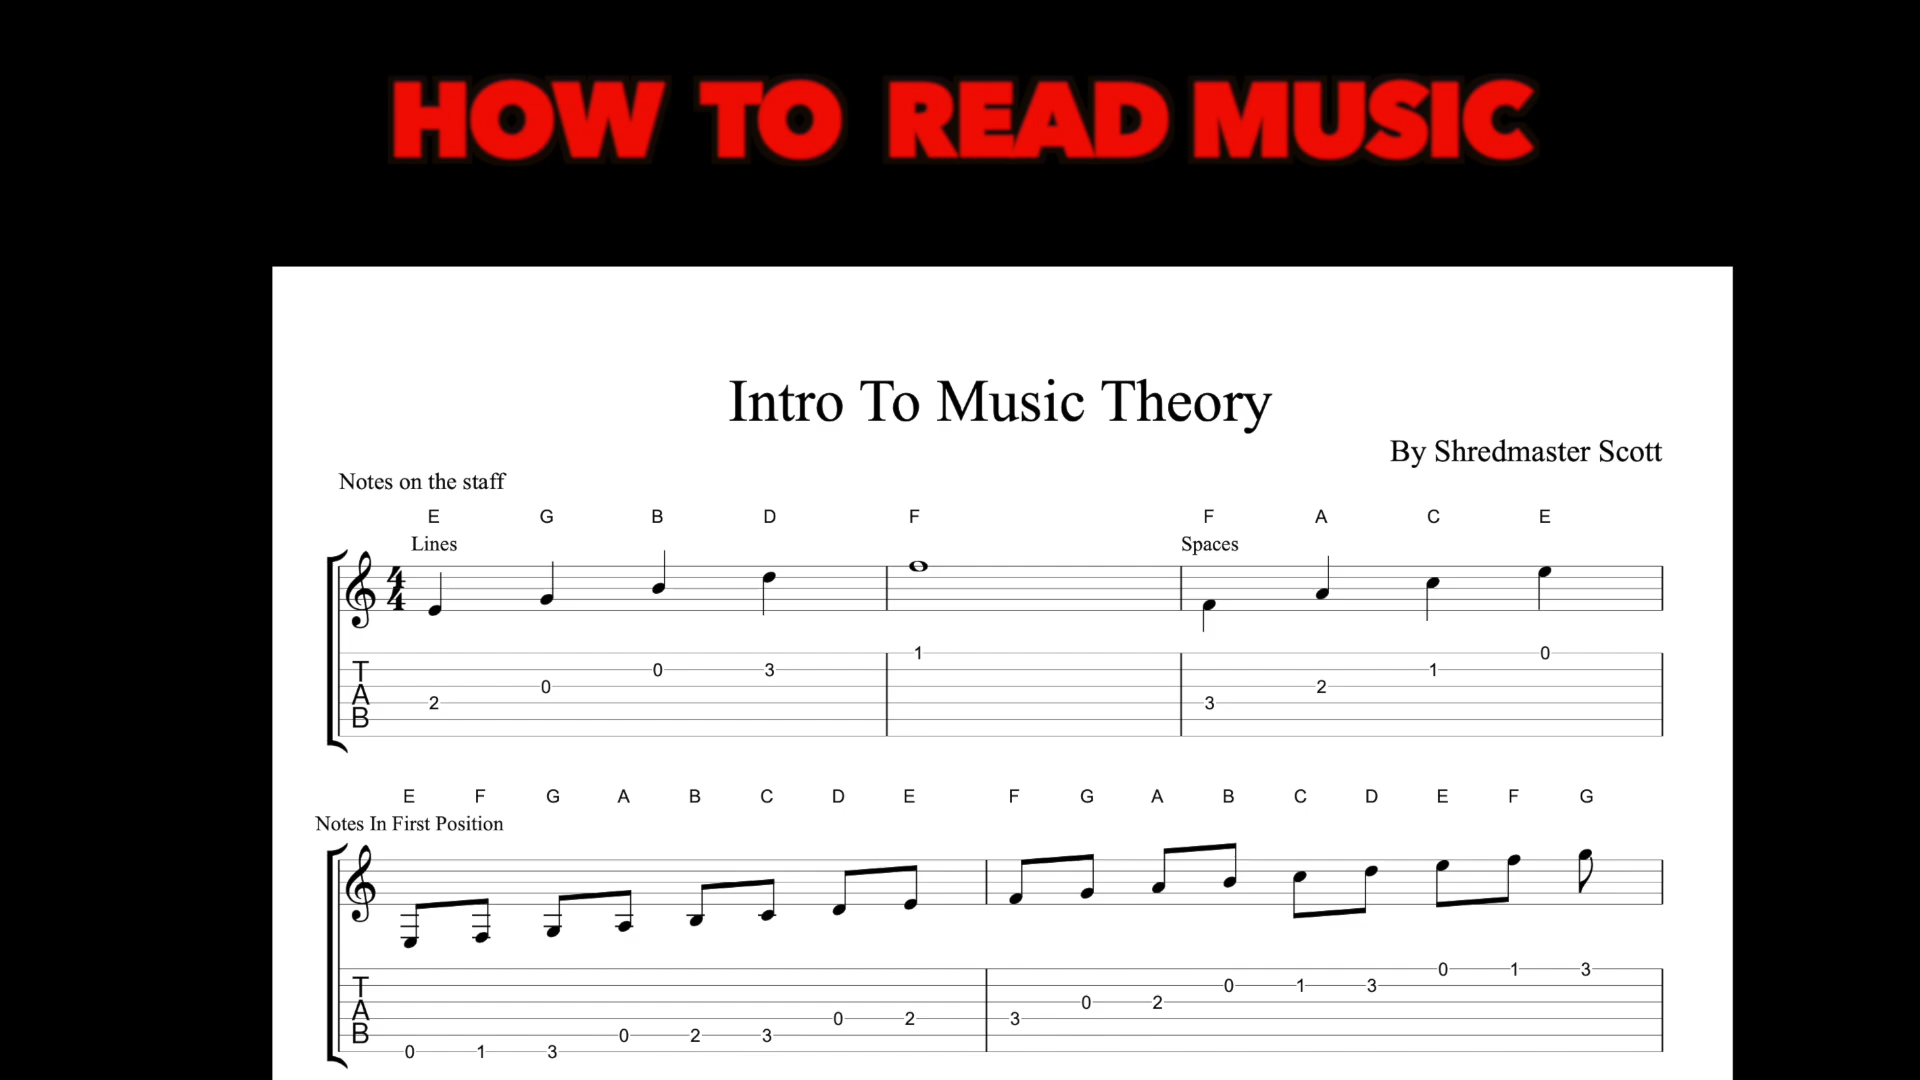 HOW TO READ MUSIC
Intro To Music Theory
By Shredmaster Scott
Notes on the staff
E G B D F F A C E
Lines Spaces
4
4
1 0
T 0 3 1
0 2
A 2 3
B
E F G A B C D E F G A B C D E F G
Notes In First Position
0 1 3
T 0 1 3
0 2
A 0 2 3
B 0 2 3
0 1 3